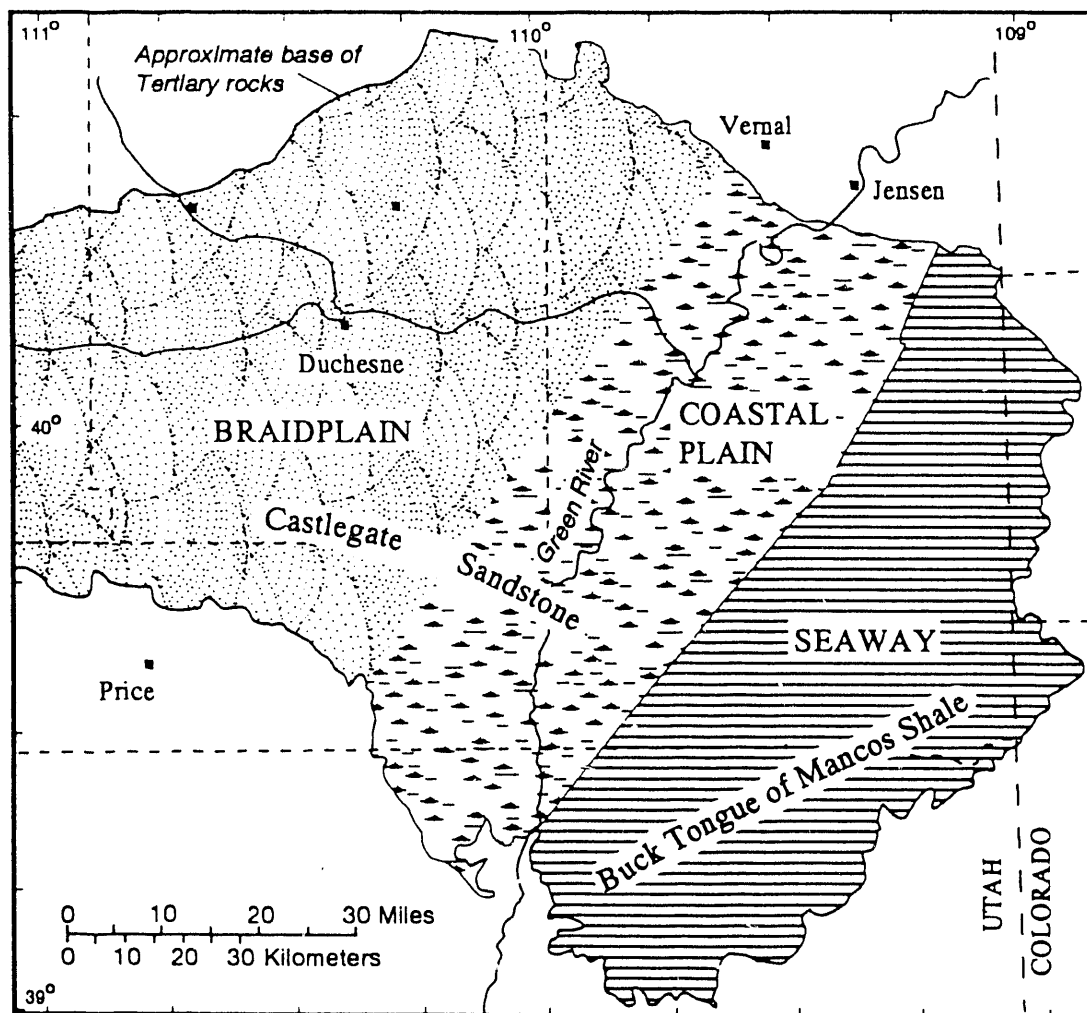 111°
110°
109°
Approximate base of
Tertiary rocks
Vernal
Jensen
Duchesne
40°
BRAIDPLAIN
COASTAL
PLAIN
Green River
Castlegate
Sandstone
SEAWAY
Price
Buck Tongue of Mancos Shale
UTAH
COLORADO
0 10 20 30 Miles
0 10 20 30 Kilometers
39°